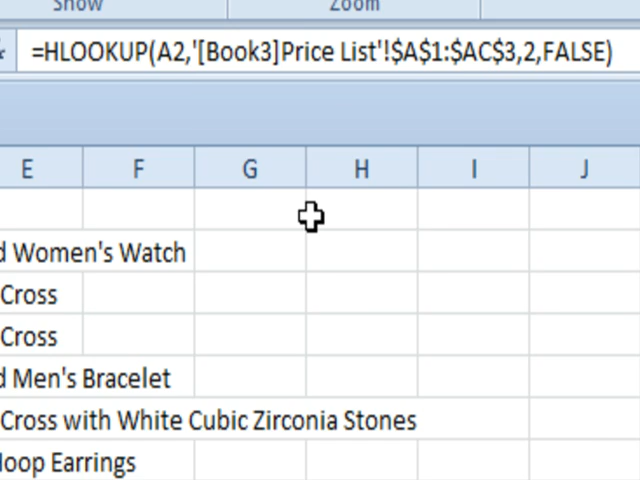 Show Zoom
=HLOOKUP(A2,'[Book3]Price List'!$A$1:$AC$3,2,FALSE)
E F G H I J
d Women's Watch
Cross
Cross
d Men's Bracelet
Cross with White Cubic Zirconia Stones
Hoop Earrings